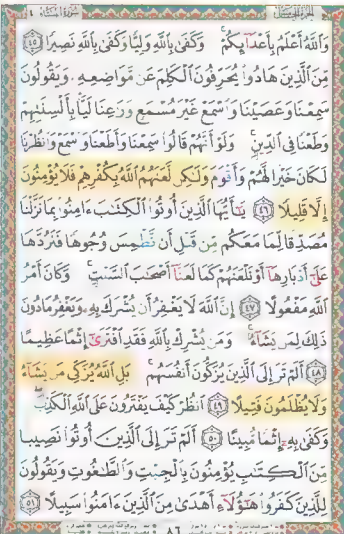 الجزء الخامس سورة النساء ٤
وَاللَّهُ أَعْلَمُ بِأَعْدَائِكُمْ ۚ وَكَفَىٰ بِاللَّهِ وَلِيًّا وَكَفَىٰ بِاللَّهِ نَصِيرًا ٤٥
مِّنَ الَّذِينَ هَادُوا يُحَرِّفُونَ الْكَلِمَ عَن مَّوَاضِعِهِ وَيَقُولُونَ
سَمِعْنَا وَعَصَيْنَا وَاسْمَعْ غَيْرَ مُسْمَعٍ وَرَاعِنَا لَيًّا بِأَلْسِنَتِهِمْ
وَطَعْنًا فِي الدِّينِ ۚ وَلَوْ أَنَّهُمْ قَالُوا سَمِعْنَا وَأَطَعْنَا وَاسْمَعْ وَانظُرْنَا
لَكَانَ خَيْرًا لَّهُمْ وَأَقْوَمَ وَلَٰكِن لَّعَنَهُمُ اللَّهُ بِكُفْرِهِمْ فَلَا يُؤْمِنُونَ
إِلَّا قَلِيلًا ٤٦ يَا أَيُّهَا الَّذِينَ أُوتُوا الْكِتَابَ آمِنُوا بِمَا نَزَّلْنَا
مُصَدِّقًا لِّمَا مَعَكُم مِّن قَبْلِ أَن نَّطْمِسَ وُجُوهًا فَنَرُدَّهَا
عَلَىٰ أَدْبَارِهَا أَوْ نَلْعَنَهُمْ كَمَا لَعَنَّا أَصْحَابَ السَّبْتِ ۚ وَكَانَ أَمْرُ
اللَّهِ مَفْعُولًا ٤٧ إِنَّ اللَّهَ لَا يَغْفِرُ أَن يُشْرَكَ بِهِ وَيَغْفِرُ مَا دُونَ
ذَٰلِكَ لِمَن يَشَاءُ ۚ وَمَن يُشْرِكْ بِاللَّهِ فَقَدِ افْتَرَىٰ إِثْمًا عَظِيمًا
٤٨ أَلَمْ تَرَ إِلَى الَّذِينَ يُزَكُّونَ أَنفُسَهُم ۚ بَلِ اللَّهُ يُزَكِّي مَن يَشَاءُ
وَلَا يُظْلَمُونَ فَتِيلًا ٤٩ انظُرْ كَيْفَ يَفْتَرُونَ عَلَى اللَّهِ الْكَذِبَ ۖ
وَكَفَىٰ بِهِ إِثْمًا مُّبِينًا ٥٠ أَلَمْ تَرَ إِلَى الَّذِينَ أُوتُوا نَصِيبًا
مِّنَ الْكِتَابِ يُؤْمِنُونَ بِالْجِبْتِ وَالطَّاغُوتِ وَيَقُولُونَ
لِلَّذِينَ كَفَرُوا هَٰؤُلَاءِ أَهْدَىٰ مِنَ الَّذِينَ آمَنُوا سَبِيلًا ٥١
٨٦